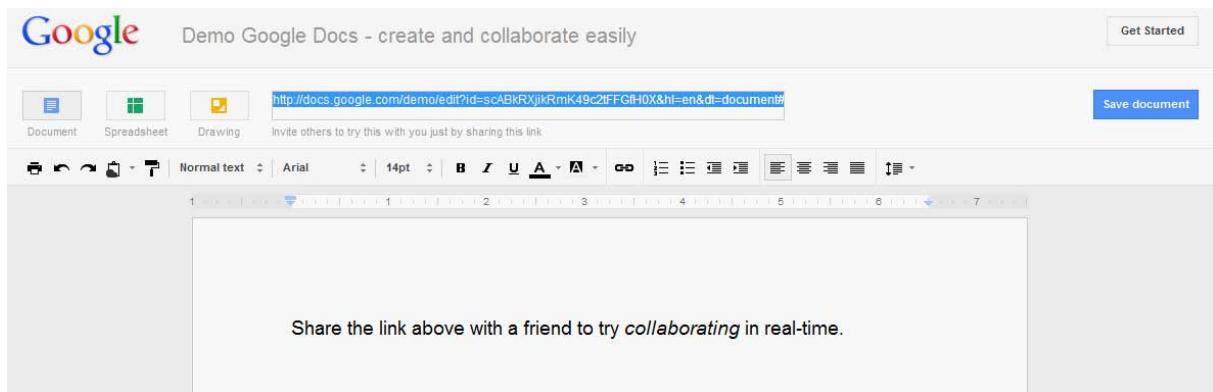 Google Demo Google Docs - create and collaborate easily Get Started
http://docs.google.com/demo/edit?id=scABkRXjikRmK49c2tFFGfH0X&hl=en&dt=document# Save document
Document Spreadsheet Drawing Invite others to try this with you just by sharing this link
Normal text Arial 14pt B I U A A
1 1 2 3 4 5 6 7
Share the link above with a friend to try collaborating in real-time.